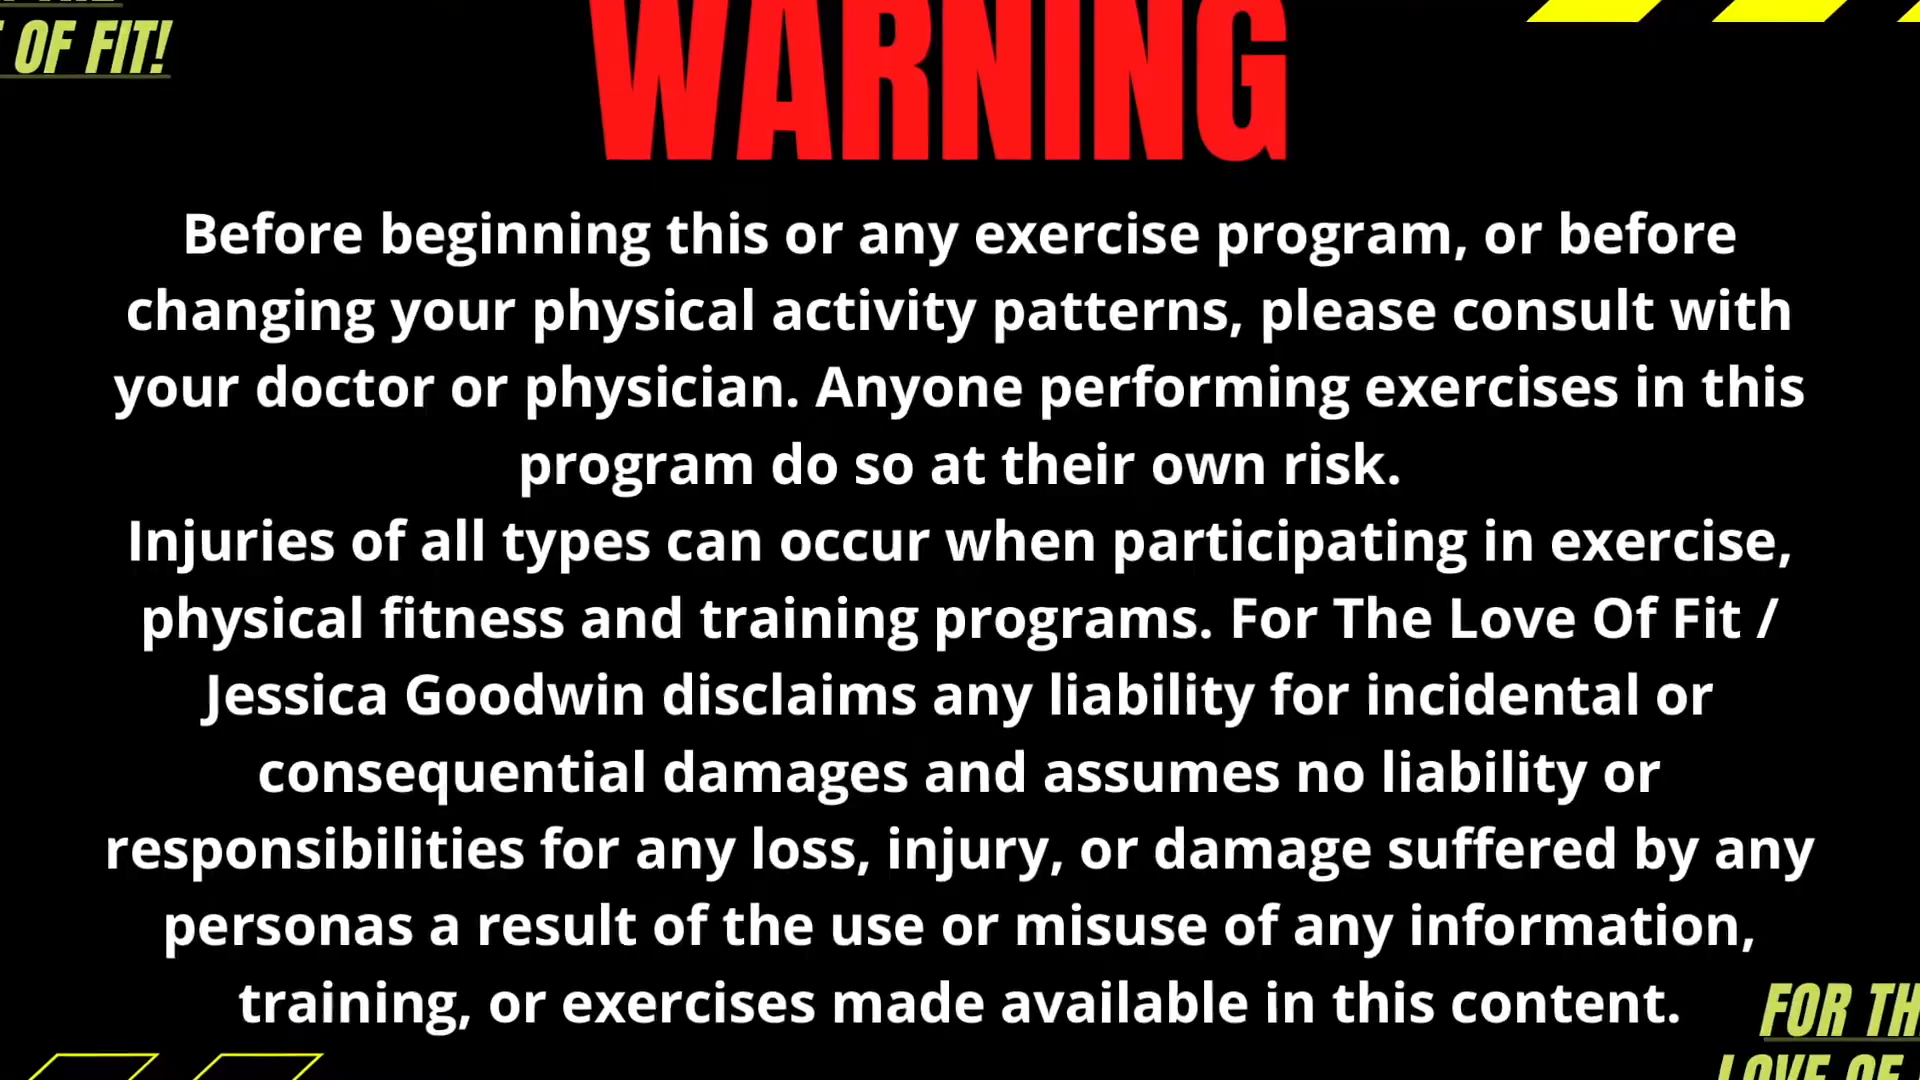 OF FIT!
WARNING
Before beginning this or any exercise program, or before
changing your physical activity patterns, please consult with
your doctor or physician. Anyone performing exercises in this
program do so at their own risk.
Injuries of all types can occur when participating in exercise,
physical fitness and training programs. For The Love Of Fit /
Jessica Goodwin disclaims any liability for incidental or
consequential damages and assumes no liability or
responsibilities for any loss, injury, or damage suffered by any
personas a result of the use or misuse of any information,
training, or exercises made available in this content.
FOR TH
LOVE OF